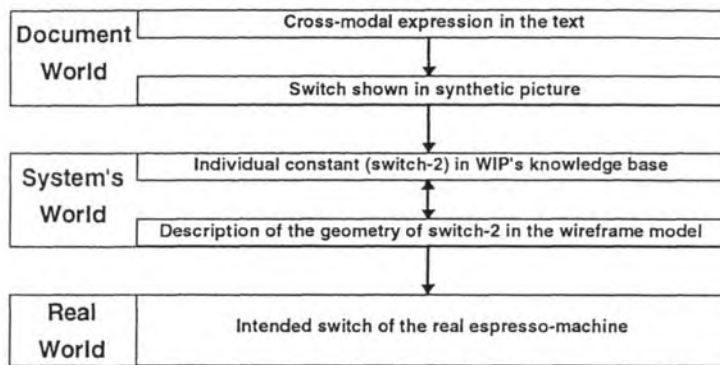 Document
World
Cross-modal expression in the text
Switch shown in synthetic picture
System's
World
Individual constant (switch-2) in WIP's knowledge base
Description of the geometry of switch-2 in the wireframe model
Real
World
Intended switch of the real espresso-machine